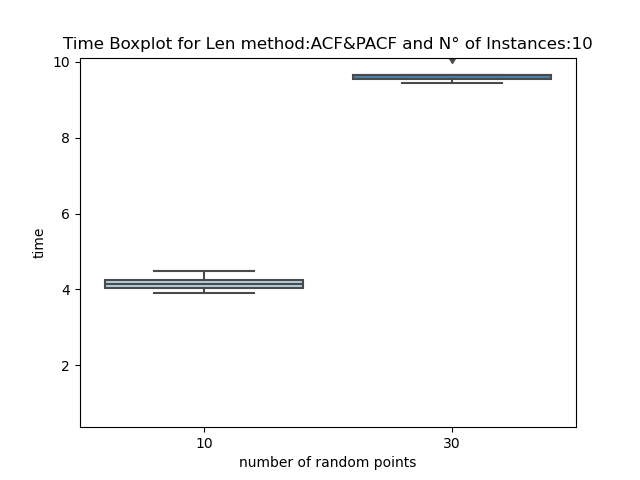 Time Boxplot for Len method:ACF&PACF and N° of Instances:10
10
8
6
4
2
time
10 30
number of random points